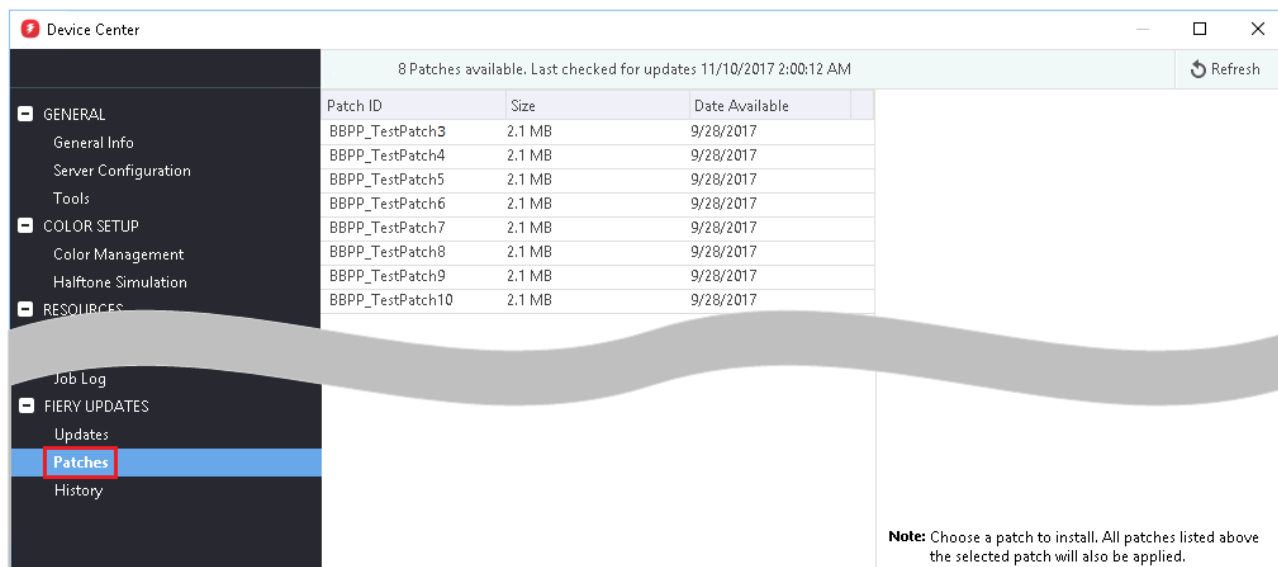 Device Center
8 Patches available. Last checked for updates 11/10/2017 2:00:12 AM
Refresh
GENERAL
General Info
Server Configuration
Tools
COLOR SETUP
Color Management
Halftone Simulation
RESOURCES
Job Log
FIERY UPDATES
Updates
Patches
History
Patch ID Size Date Available
BBPP_TestPatch3 2.1 MB 9/28/2017
BBPP_TestPatch4 2.1 MB 9/28/2017
BBPP_TestPatch5 2.1 MB 9/28/2017
BBPP_TestPatch6 2.1 MB 9/28/2017
BBPP_TestPatch7 2.1 MB 9/28/2017
BBPP_TestPatch8 2.1 MB 9/28/2017
BBPP_TestPatch9 2.1 MB 9/28/2017
BBPP_TestPatch10 2.1 MB 9/28/2017
Note: Choose a patch to install. All patches listed above
the selected patch will also be applied.